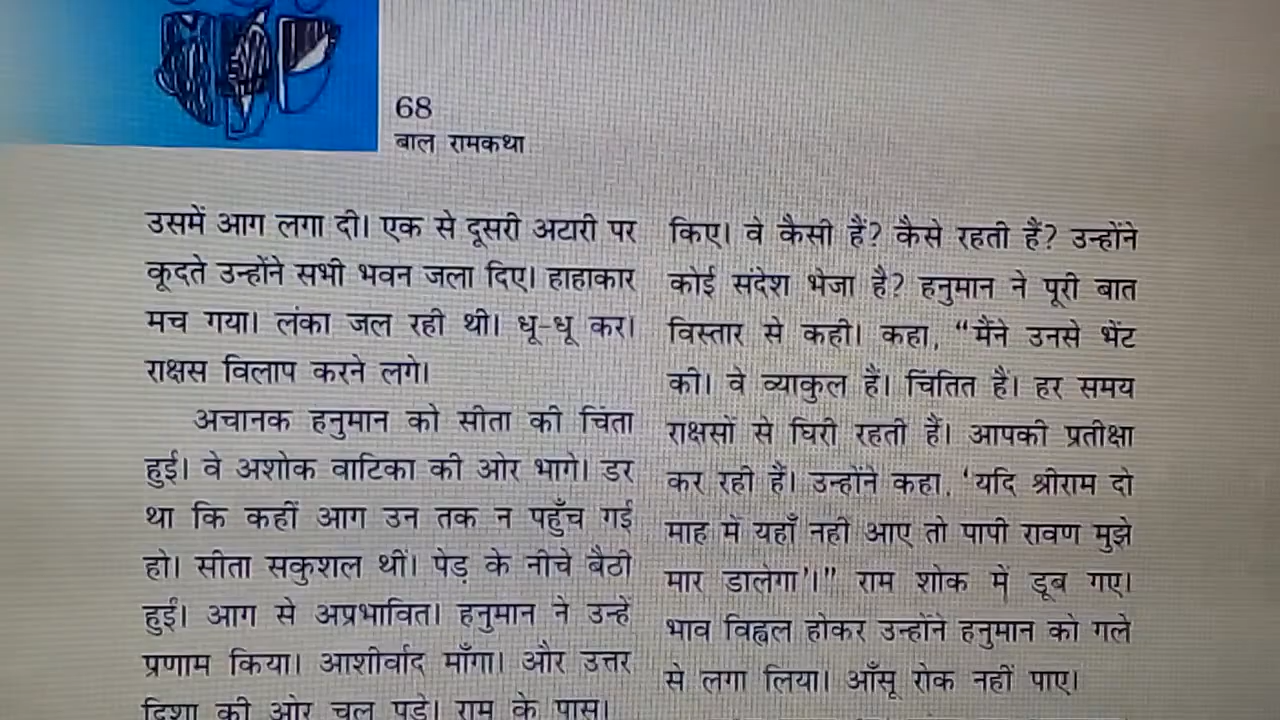 68
बाल रामकथा
उसमें आग लगा दी। एक से दूसरी अटारी पर
कूदते उन्होंने सभी भवन जला दिए। हाहाकार
मच गया। लंका जल रही थी। धू-धू कर।
राक्षस विलाप करने लगे।
अचानक हनुमान को सीता की चिंता
हुई। वे अशोक वाटिका की ओर भागे। डर
था कि कहीं आग उन तक न पहुँच गई
हो। सीता सकुशल थीं। पेड़ के नीचे बैठी
हुईं। आग से अप्रभावित। हनुमान ने उन्हें
प्रणाम किया। आशीर्वाद माँगा। और उत्तर
दिशा की ओर चल पड़े। राम के पास।
किए। वे कैसी हैं? कैसे रहती हैं? उन्होंने
कोई संदेश भेजा है? हनुमान ने पूरी बात
विस्तार से कही। कहा, “मैंने उनसे भेंट
की। वे व्याकुल हैं। चिंतित हैं। हर समय
राक्षसों से घिरी रहती हैं। आपकी प्रतीक्षा
कर रही हैं। उन्होंने कहा, ‘यदि श्रीराम दो
माह में यहाँ नहीं आए तो पापी रावण मुझे
मार डालेगा’।” राम शोक में डूब गए।
भाव विह्वल होकर उन्होंने हनुमान को गले
से लगा लिया। आँसू रोक नहीं पाए।